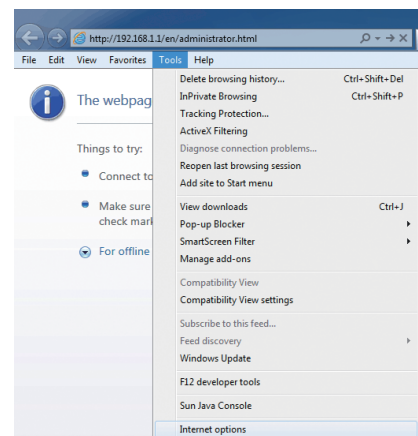 http://192.168.1.1/en/administrator.html
File Edit View Favorites Tools Help
Delete browsing history... Ctrl+Shift+Del
InPrivate Browsing Ctrl+Shift+P
Tracking Protection...
ActiveX Filtering
Diagnose connection problems...
Reopen last browsing session
Add site to Start menu
View downloads Ctrl+J
Pop-up Blocker
SmartScreen Filter
Manage add-ons
Compatibility View
Compatibility View settings
Subscribe to this feed...
Feed discovery
Windows Update
F12 developer tools
Sun Java Console
Internet options
The webpag
Things to try:
Connect to
Make sure
check mark
For offline